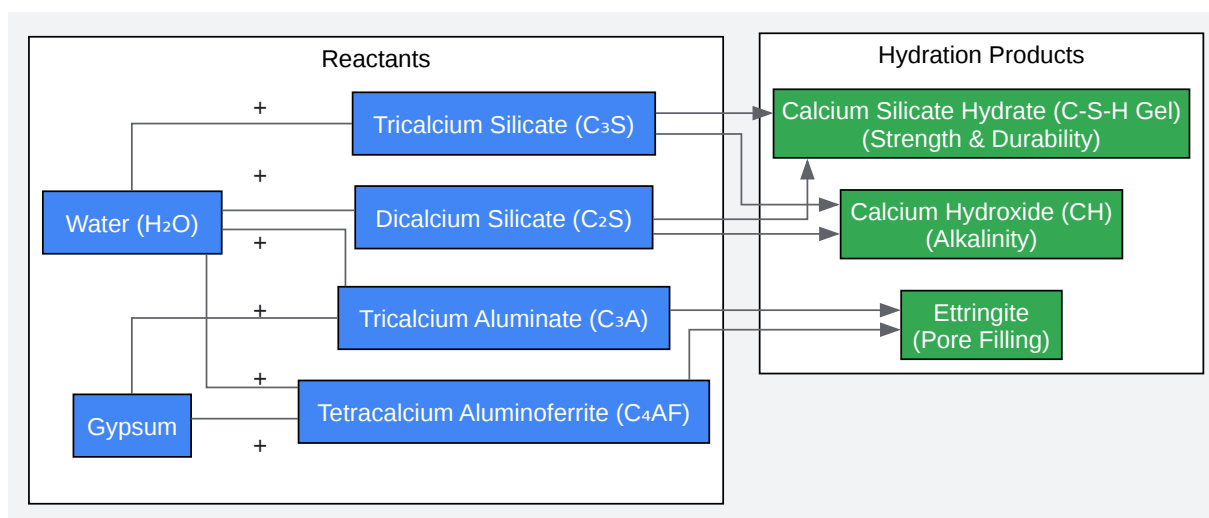 Reactants
+
Tricalcium Silicate (C₃S)
+
Water (H₂O)
Dicalcium Silicate (C₂S)
+
+
Tricalcium Aluminate (C₃A)
+
Gypsum
Tetracalcium Aluminoferrite (C₄AF)
+
Hydration Products
Calcium Silicate Hydrate (C-S-H Gel)
(Strength & Durability)
Calcium Hydroxide (CH)
(Alkalinity)
Ettringite
(Pore Filling)